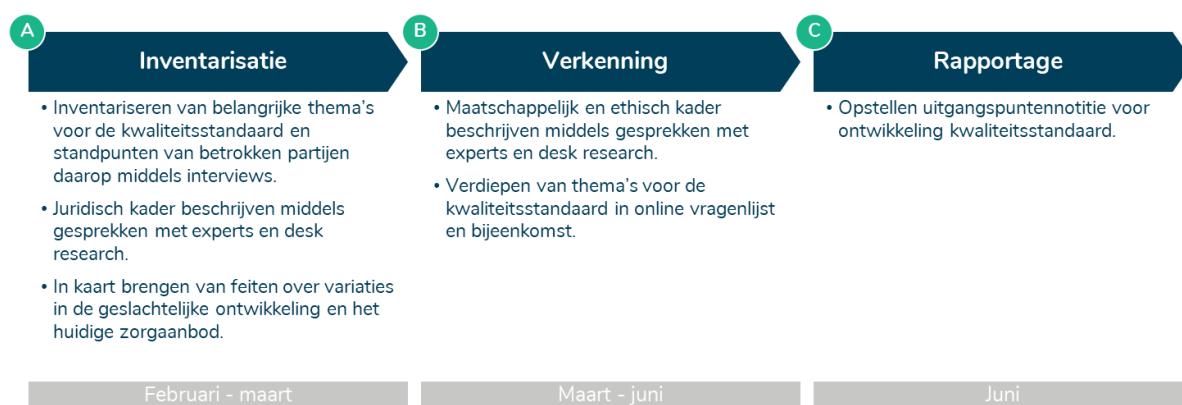 A
Inventarisatie
• Inventariseren van belangrijke thema's
voor de kwaliteitsstandaard en
standpunten van betrokken partijen
daarop middels interviews.
• Juridisch kader beschrijven middels
gesprekken met experts en desk
research.
• In kaart brengen van feiten over variaties
in de geslachtelijke ontwikkeling en het
huidige zorgaanbod.
Februari - maart
B
Verkenning
• Maatschappelijk en ethisch kader
beschrijven middels gesprekken met
experts en desk research.
• Verdiepen van thema's voor de
kwaliteitsstandaard in online vragenlijst
en bijeenkomst.
Maart - juni
C
Rapportage
• Opstellen uitgangspuntennotitie voor
ontwikkeling kwaliteitsstandaard.
Juni